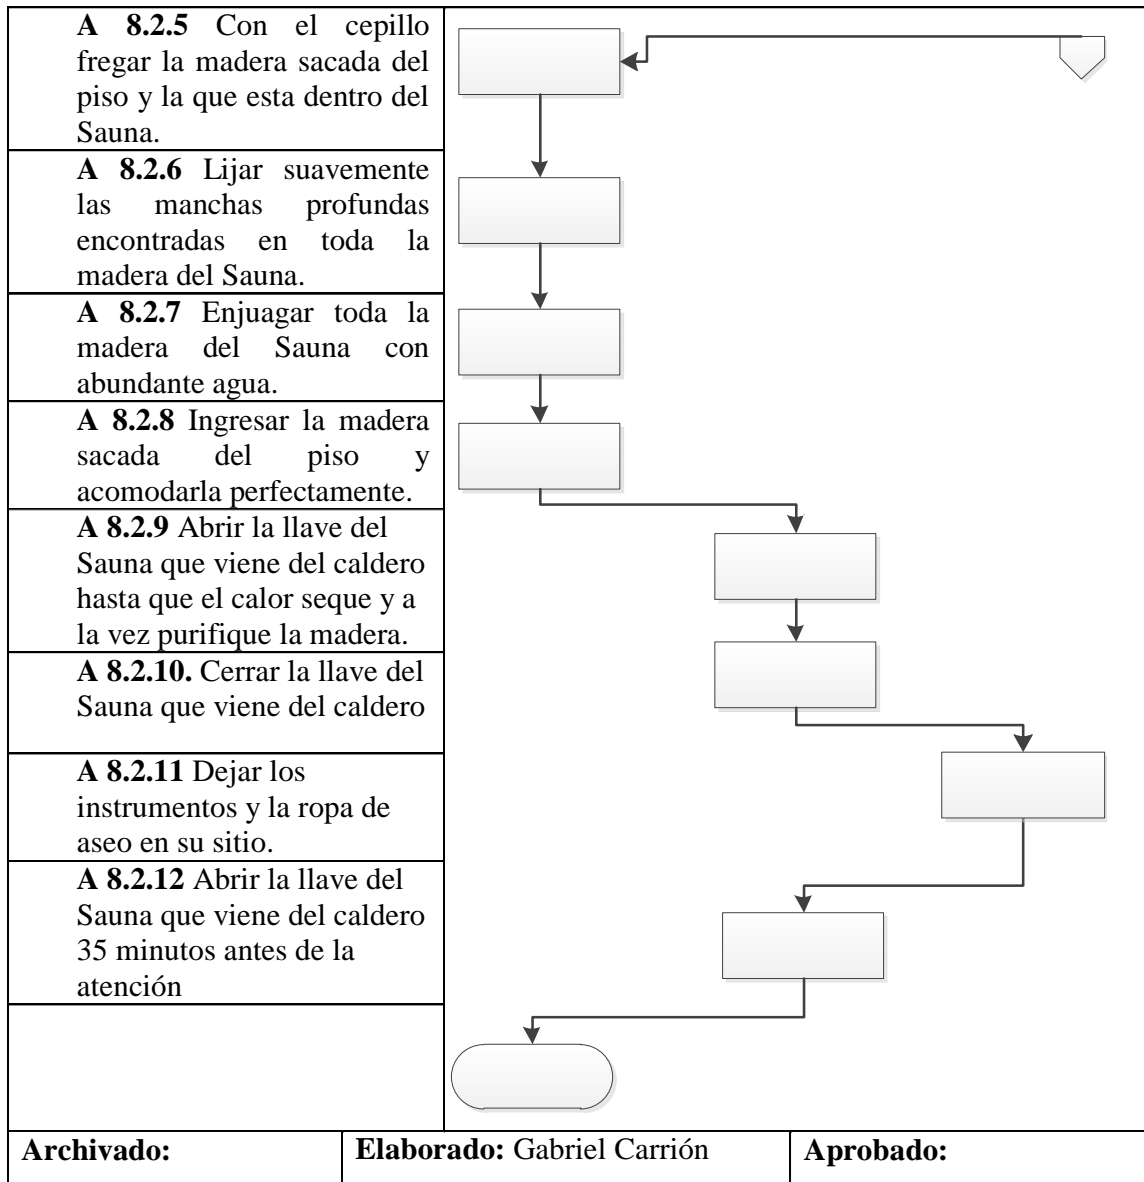 A 8.2.5 Con el cepillo
fregar la madera sacada del
piso y la que esta dentro del
Sauna.
A 8.2.6 Lijar suavemente
las manchas profundas
encontradas en toda la
madera del Sauna.
A 8.2.7 Enjuagar toda la
madera del Sauna con
abundante agua.
A 8.2.8 Ingresar la madera
sacada del piso y
acomodarla perfectamente.
A 8.2.9 Abrir la llave del
Sauna que viene del caldero
hasta que el calor seque y a
la vez purifique la madera.
A 8.2.10. Cerrar la llave del
Sauna que viene del caldero
A 8.2.11 Dejar los
instrumentos y la ropa de
aseo en su sitio.
A 8.2.12 Abrir la llave del
Sauna que viene del caldero
35 minutos antes de la
atención
Archivado:
Elaborado: Gabriel Carrión
Aprobado: